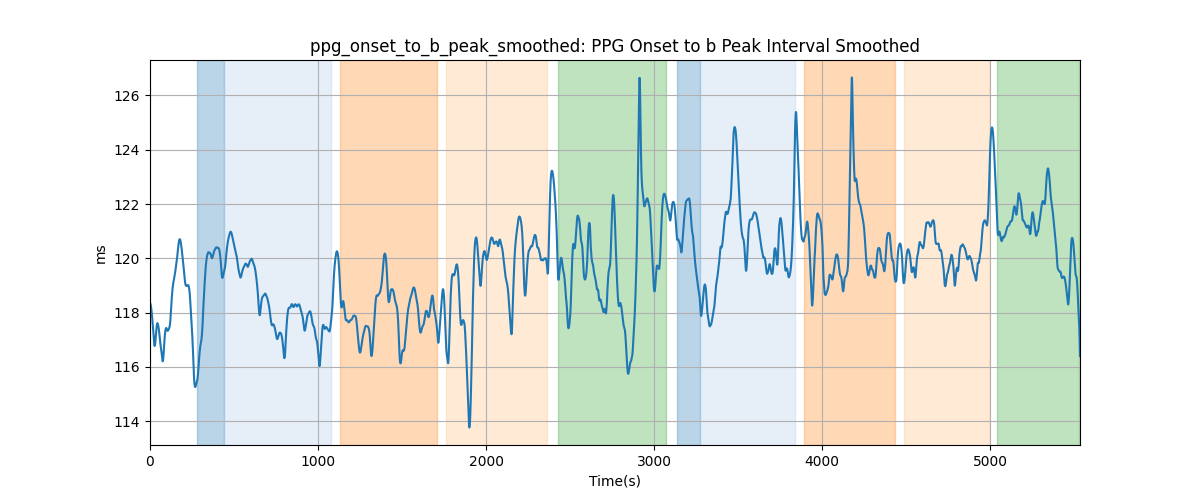 ppg_onset_to_b_peak_smoothed: PPG Onset to b Peak Interval Smoothed
126
124
122
120
118
116
114
ms
0 1000 2000 3000 4000 5000
Time(s)